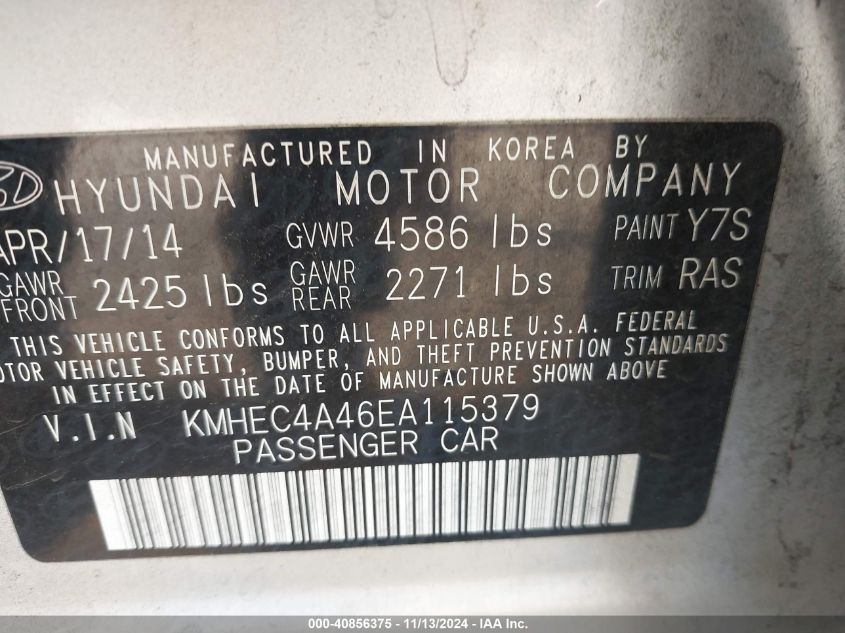 MANUFACTURED IN KOREA BY
HYUNDAI MOTOR COMPANY
APR/17/14 GVWR 4586 lbs PAINT Y7S
GAWR FRONT 2425 lbs GAWR REAR 2271 lbs TRIM RAS
THIS VEHICLE CONFORMS TO ALL APPLICABLE U.S.A. FEDERAL
MOTOR VEHICLE SAFETY, BUMPER, AND THEFT PREVENTION STANDARDS
IN EFFECT ON THE DATE OF MANUFACTURE SHOWN ABOVE
V.I.N KMHEC4A46EA115379
PASSENGER CAR
000-40856375 - 11/13/2024 - IAA Inc.